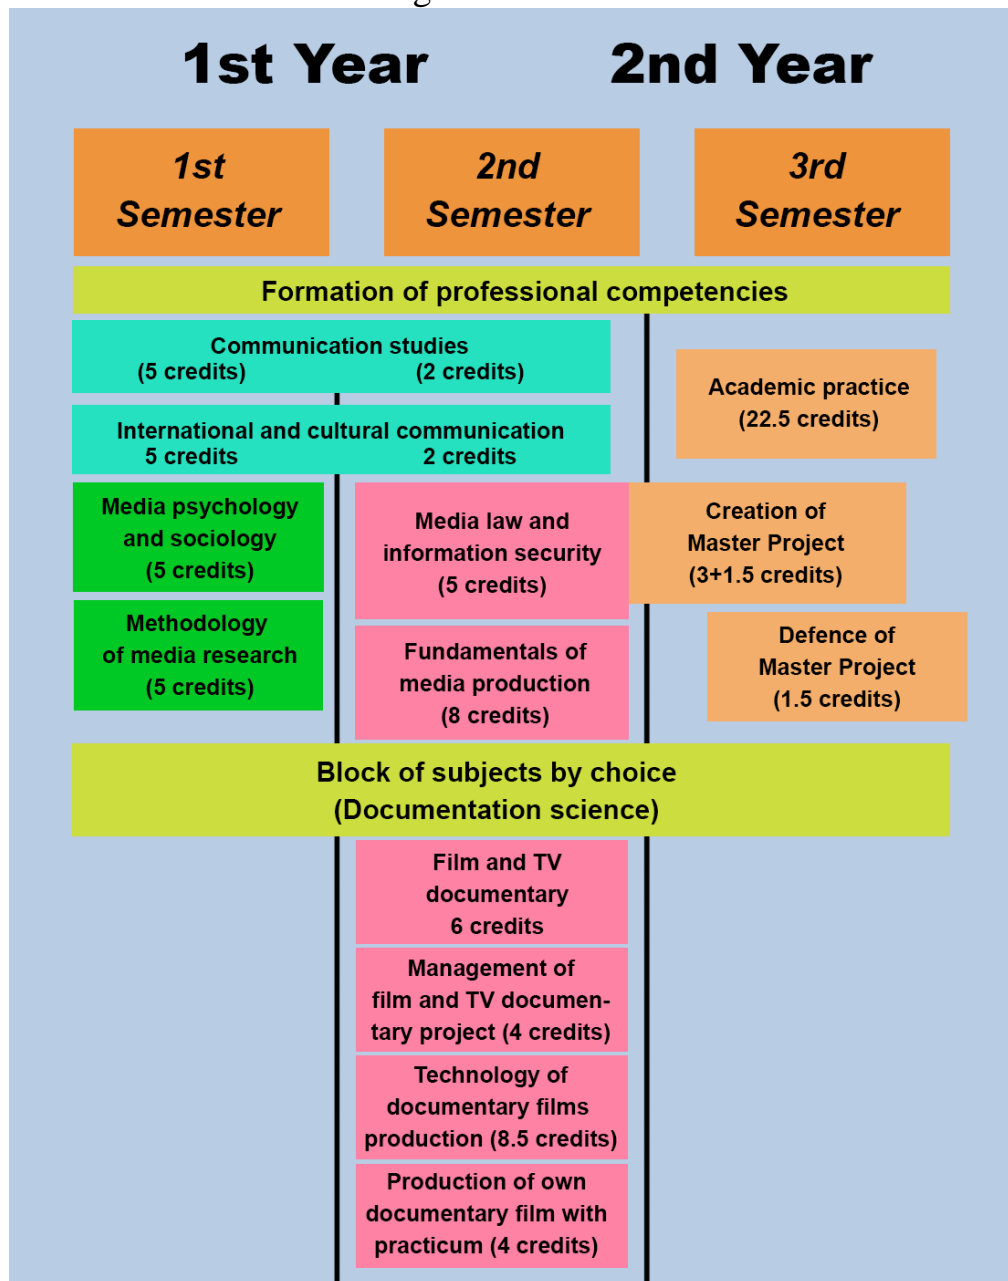 1st Year
2nd Year
1st
Semester
2nd
Semester
3rd
Semester
Formation of professional competencies
Communication studies
(5 credits) (2 credits)
International and cultural communication
5 credits 2 credits
Academic practice
(22.5 credits)
Media psychology
and sociology
(5 credits)
Media law and
information security
(5 credits)
Creation of
Master Project
(3+1.5 credits)
Methodology
of media research
(5 credits)
Fundamentals of
media production
(8 credits)
Defence of
Master Project
(1.5 credits)
Block of subjects by choice
(Documentation science)
Film and TV
documentary
6 credits
Management of
film and TV documen-
tary project (4 credits)
Technology of
documentary films
production (8.5 credits)
Production of own
documentary film with
practicum (4 credits)